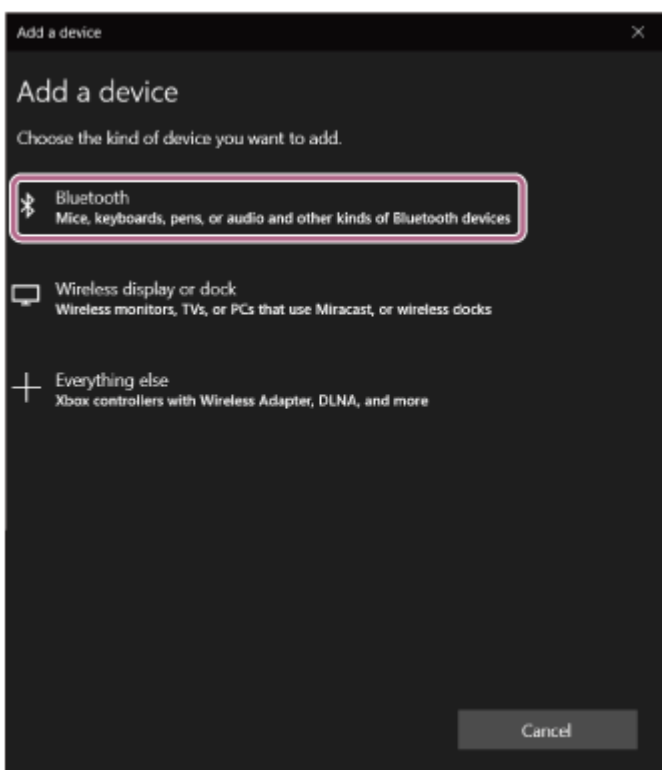 Add a device
Add a device
Choose the kind of device you want to add.
Bluetooth
Mice, keyboards, pens, or audio and other kinds of Bluetooth devices
Wireless display or dock
Wireless monitors, TVs, or PCs that use Miracast, or wireless docks
Everything else
Xbox controllers with Wireless Adapter, DLNA, and more
Cancel